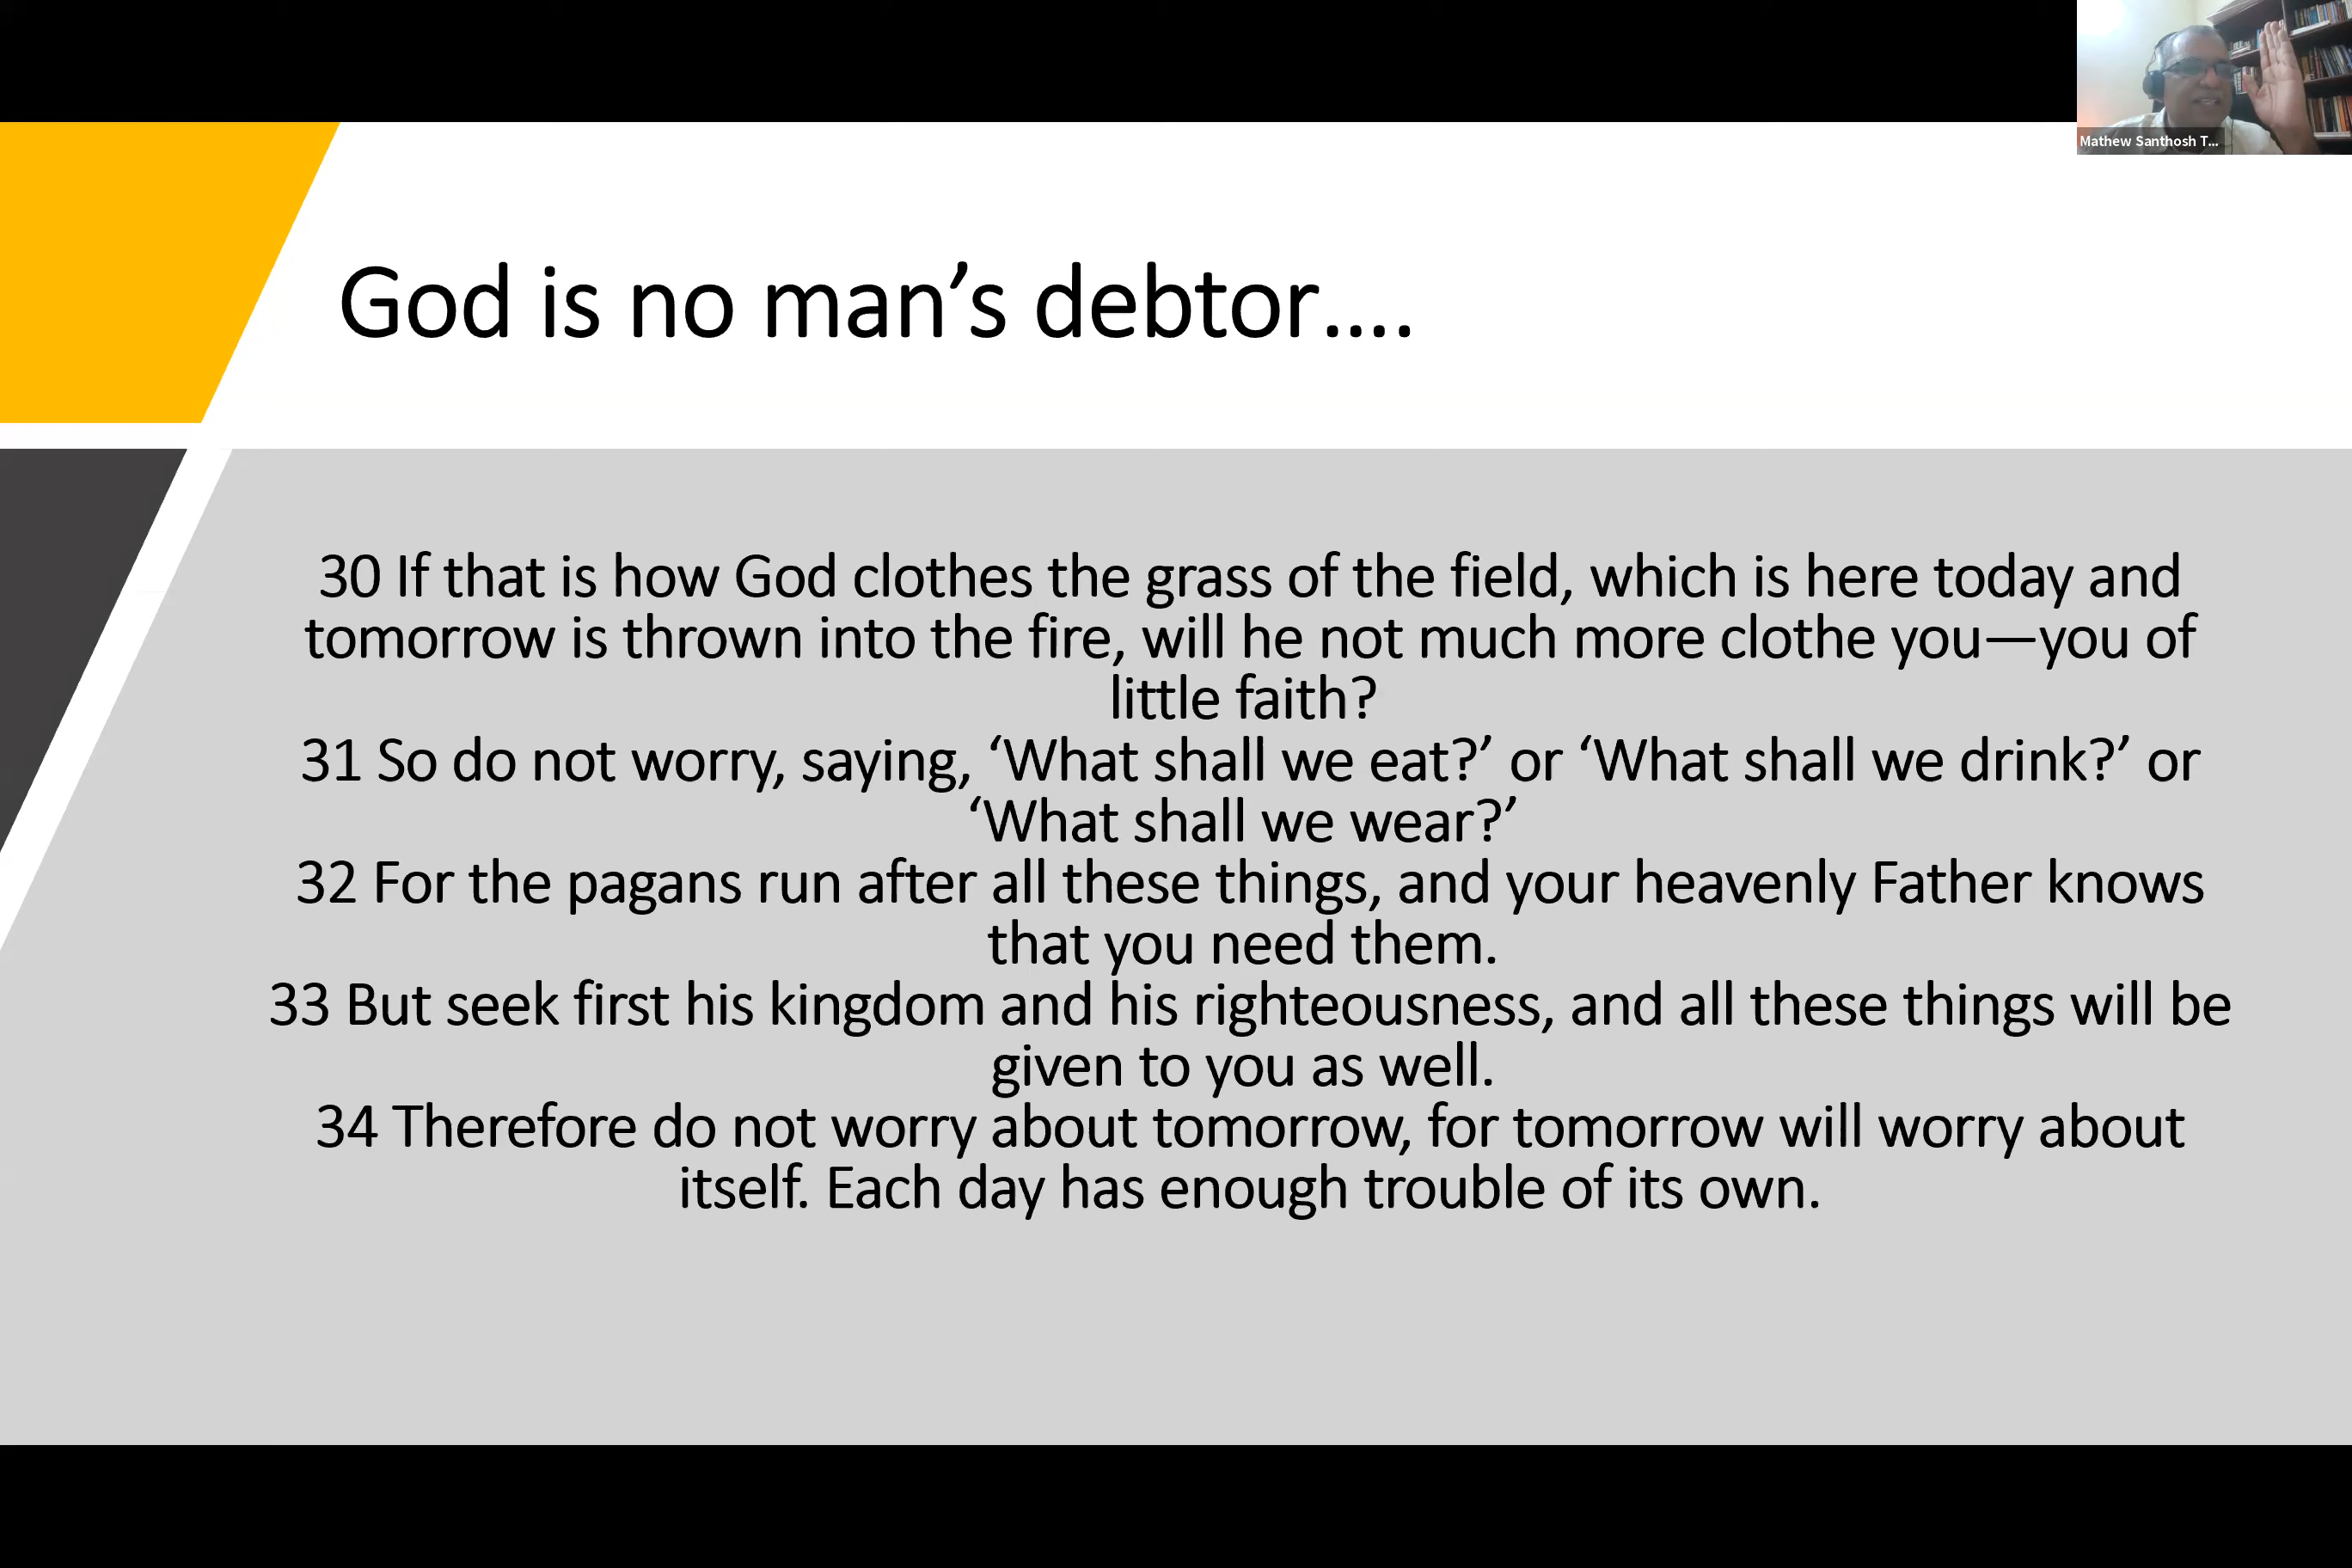 Mathew Santhosh T...
God is no man’s debtor....
30 If that is how God clothes the grass of the field, which is here today and
tomorrow is thrown into the fire, will he not much more clothe you—you of
little faith?
31 So do not worry, saying, ‘What shall we eat?’ or ‘What shall we drink?’ or
‘What shall we wear?’
32 For the pagans run after all these things, and your heavenly Father knows
that you need them.
33 But seek first his kingdom and his righteousness, and all these things will be
given to you as well.
34 Therefore do not worry about tomorrow, for tomorrow will worry about
itself. Each day has enough trouble of its own.